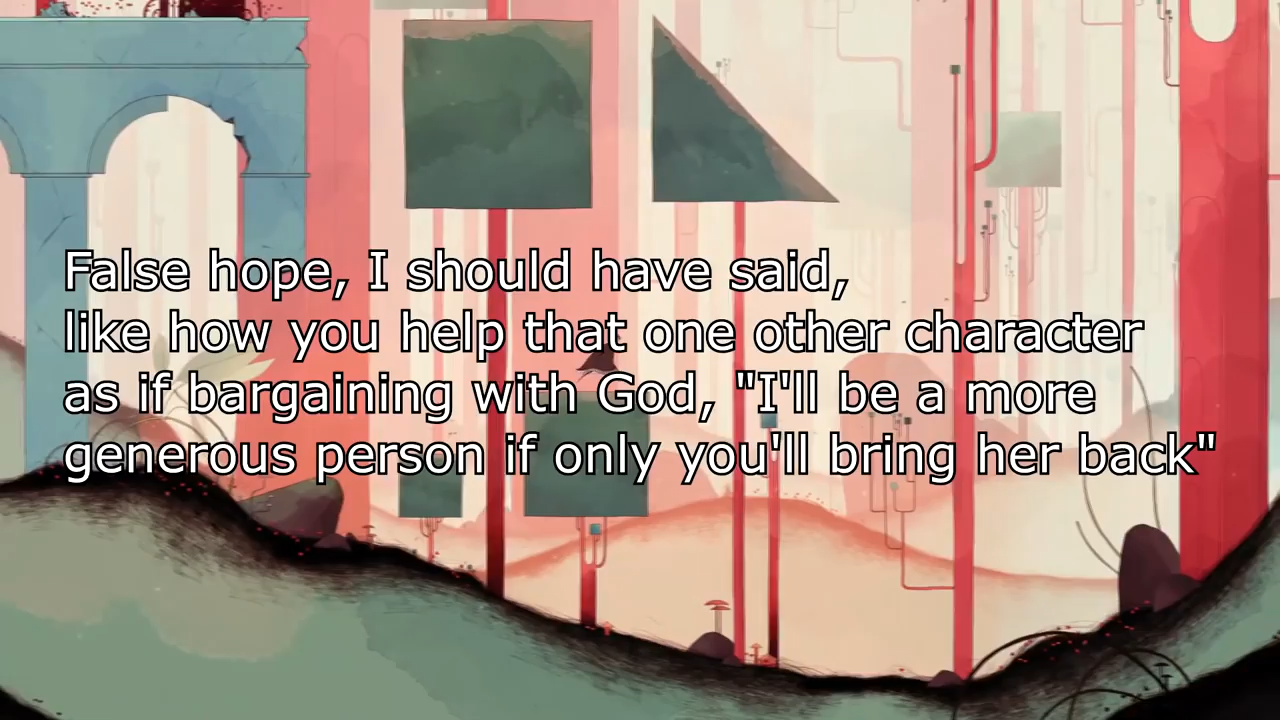 False hope, I should have said,
like how you help that one other character
as if bargaining with God, "I'll be a more
generous person if only you'll bring her back"